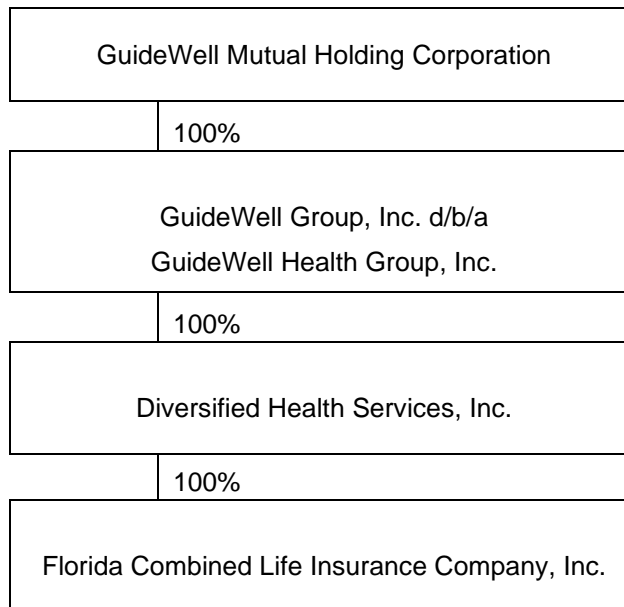 GuideWell Mutual Holding Corporation
100%
GuideWell Group, Inc. d/b/a
GuideWell Health Group, Inc.
100%
Diversified Health Services, Inc.
100%
Florida Combined Life Insurance Company, Inc.